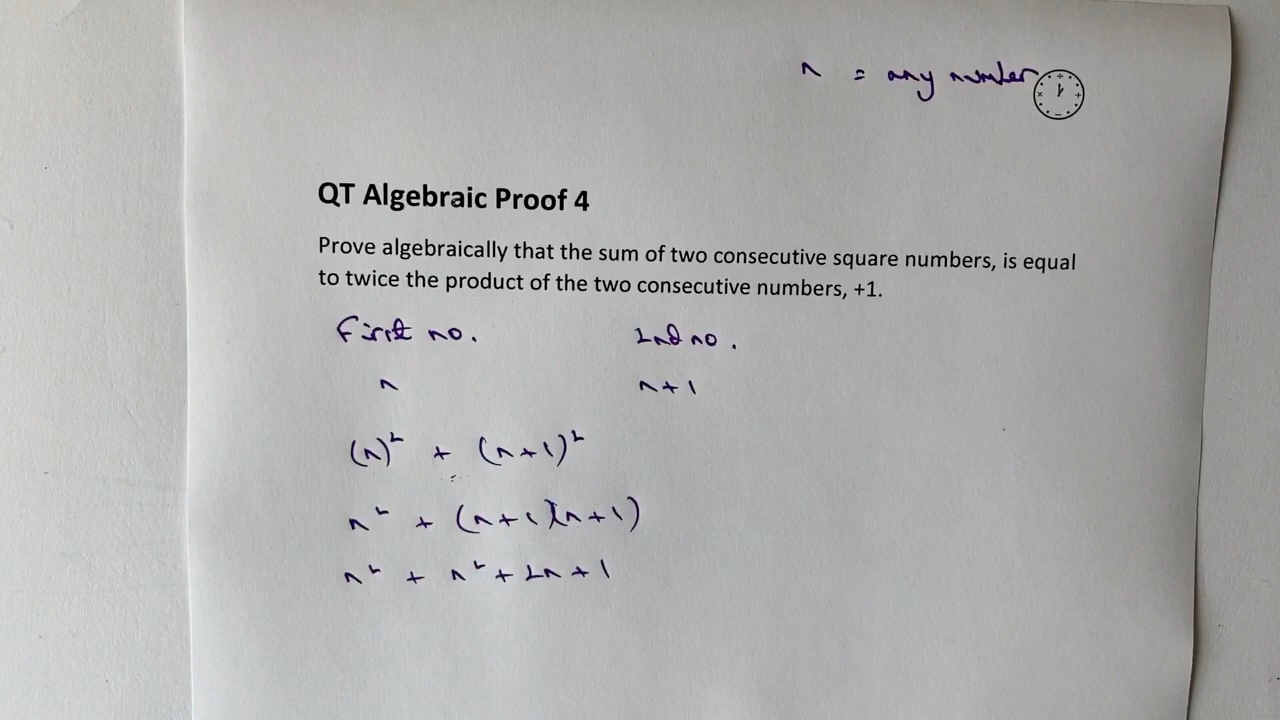 n = any number
QT Algebraic Proof 4
Prove algebraically that the sum of two consecutive square numbers, is equal
to twice the product of the two consecutive numbers, +1.
First no. 2nd no.
n n+1
(n)² + (n+1)²
n² + (n+1)(n+1)
n² + n² + 2n + 1